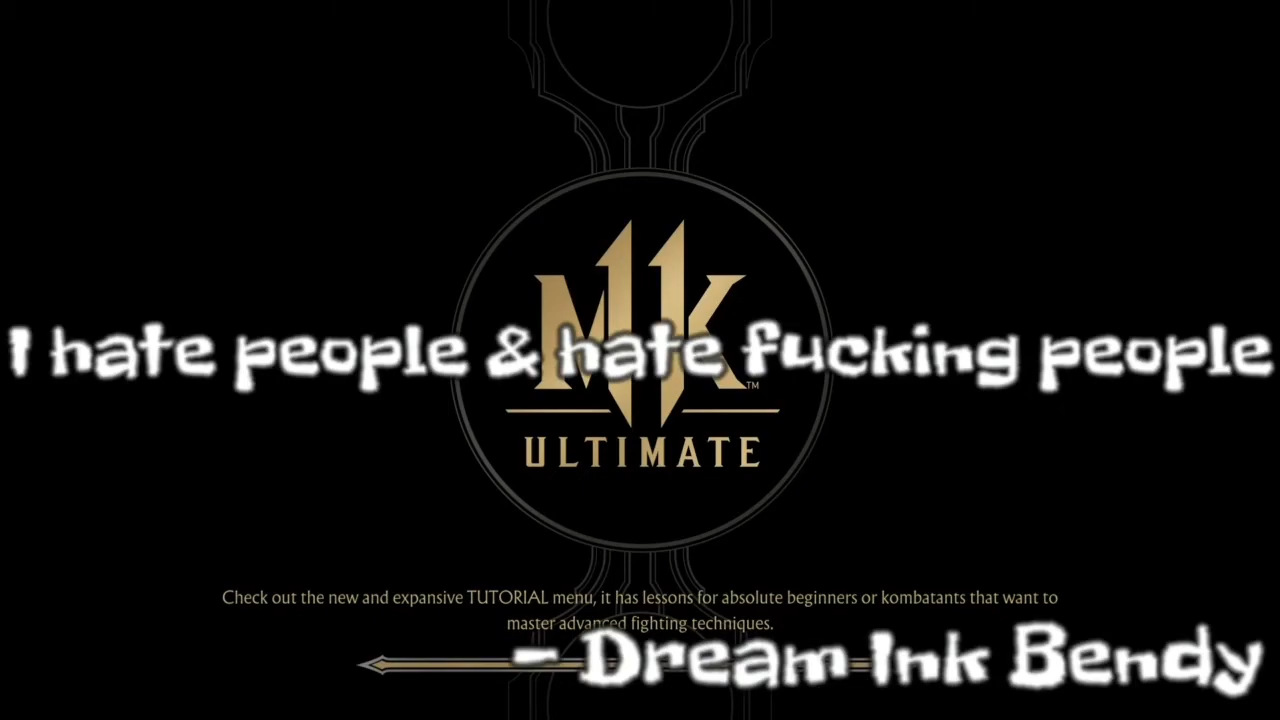 I hate people & hate fucking people
MK11™
ULTIMATE
Check out the new and expansive TUTORIAL menu, it has lessons for absolute beginners or kombatants that want to
master advanced fighting techniques.
- Dream Ink Bendy